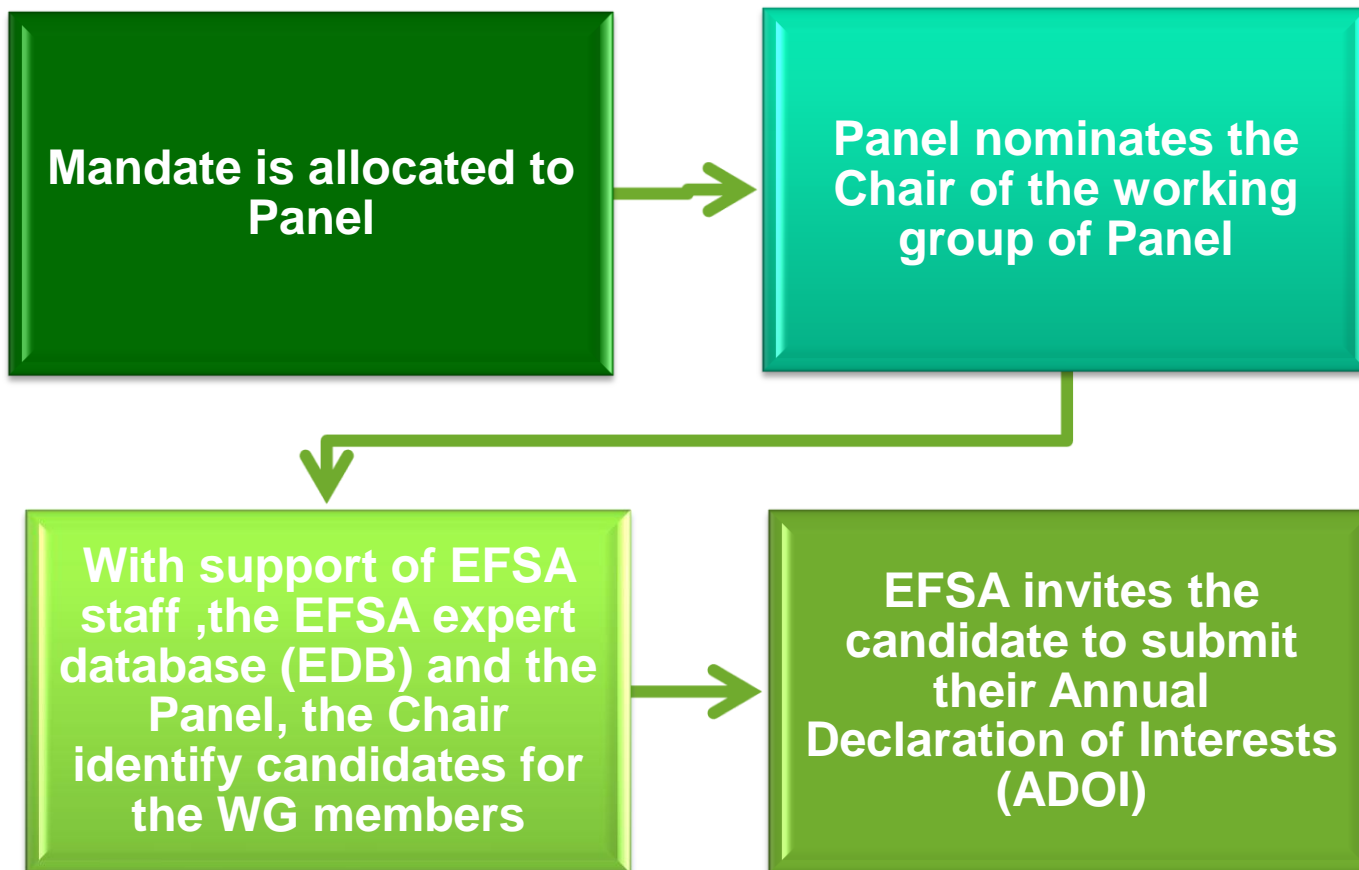 Mandate is allocated to
Panel
Panel nominates the
Chair of the working
group of Panel
With support of EFSA
staff ,the EFSA expert
database (EDB) and the
Panel, the Chair
identify candidates for
the WG members
EFSA invites the
candidate to submit
their Annual
Declaration of Interests
(ADOI)